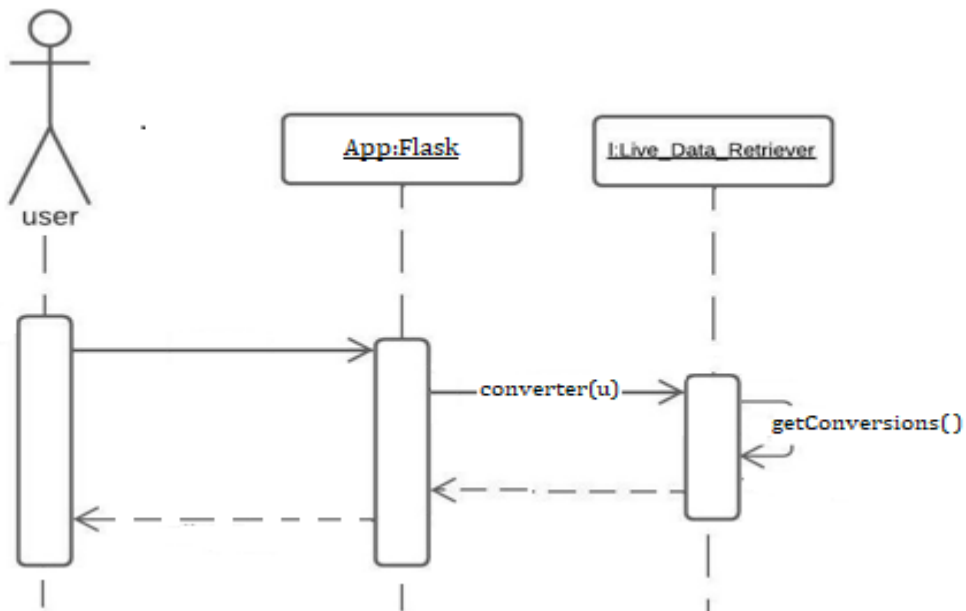 user
App:Flask
l:Live_Data_Retriever
converter(u)
getConversions()